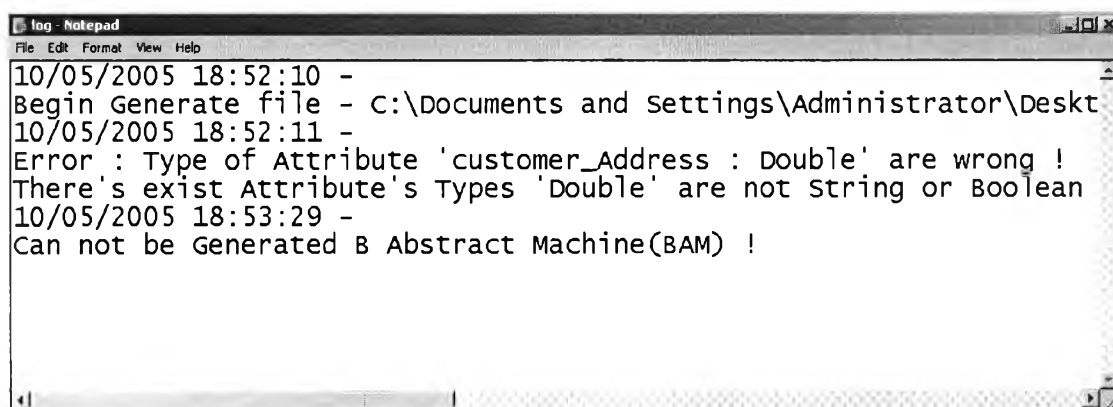 log - Notepad
File Edit Format View Help
10/05/2005 18:52:10 -
Begin Generate file - C:\Documents and Settings\Administrator\Deskt
10/05/2005 18:52:11 -
Error : Type of Attribute 'customer_Address : Double' are wrong !
There's exist Attribute's Types 'Double' are not String or Boolean
10/05/2005 18:53:29 -
Can not be Generated B Abstract Machine(BAM) !